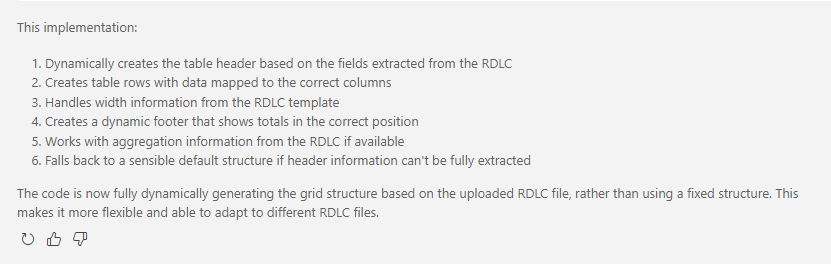 This implementation:
1. Dynamically creates the table header based on the fields extracted from the RDLC
2. Creates table rows with data mapped to the correct columns
3. Handles width information from the RDLC template
4. Creates a dynamic footer that shows totals in the correct position
5. Works with aggregation information from the RDLC if available
6. Falls back to a sensible default structure if header information can't be fully extracted
The code is now fully dynamically generating the grid structure based on the uploaded RDLC file, rather than using a fixed structure. This
makes it more flexible and able to adapt to different RDLC files.